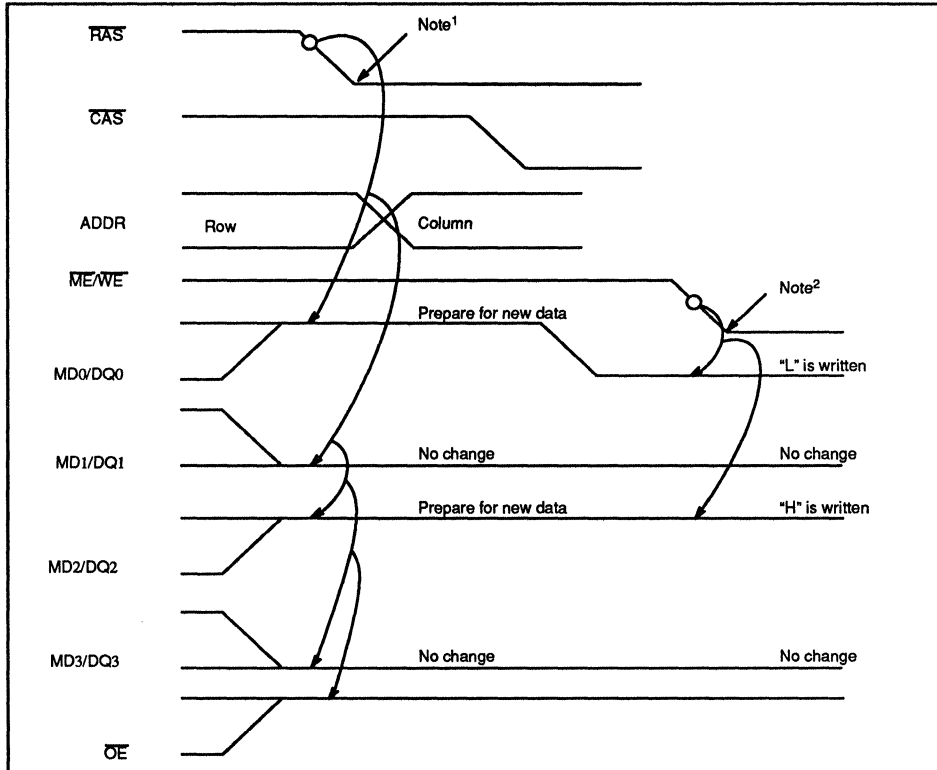 RAS
Note1
CAS
ADDR
Row
Column
ME/WE
Note2
Prepare for new data
MD0/DQ0
“L” is written
MD1/DQ1
No change
No change
Prepare for new data
“H” is written
MD2/DQ2
MD3/DQ3
No change
No change
OE